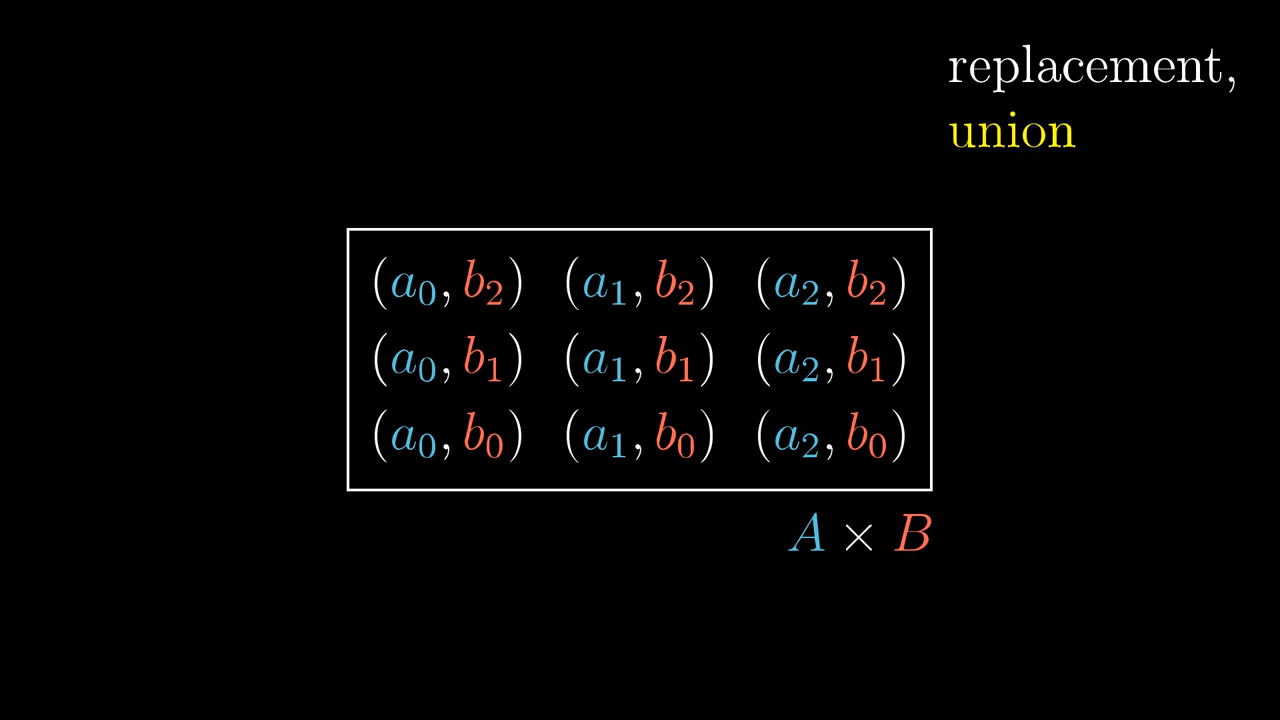 replacement,
union
(a₀, b₂) (a₁, b₂) (a₂, b₂)
(a₀, b₁) (a₁, b₁) (a₂, b₁)
(a₀, b₀) (a₁, b₀) (a₂, b₀)
A × B